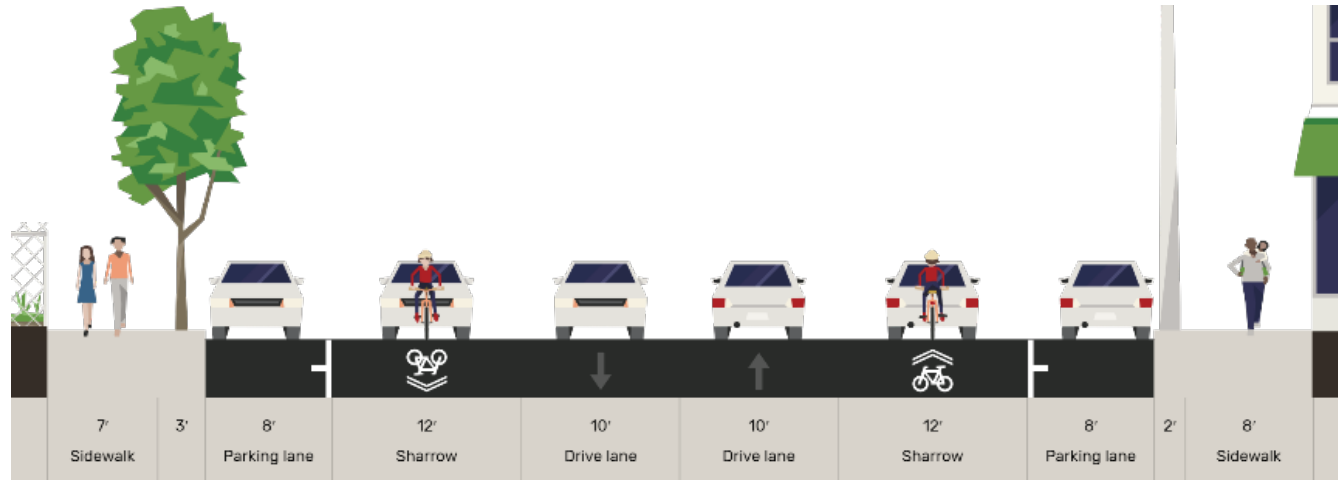 7′ 3′ 8′ 12′ 10′ 10′ 12′ 8′ 2′ 8′
Sidewalk Parking lane Sharrow Drive lane Drive lane Sharrow Parking lane Sidewalk